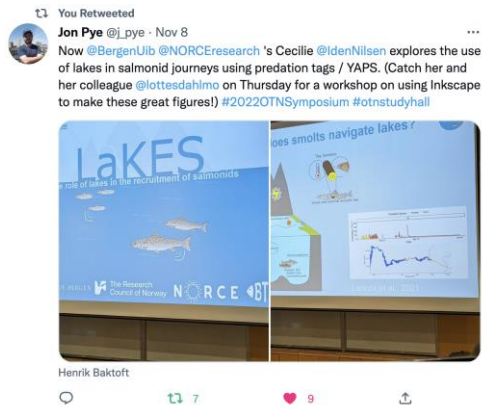 You Retweeted
Jon Pye @j_pye · Nov 8
Now @BergenUib @NORCEresearch 's Cecilie @IdenNilsen explores the use
of lakes in salmonid journeys using predation tags / YAPS. (Catch her and
her colleague @lottesdahlmo on Thursday for a workshop on using Inkscape
to make these great figures!) #2022OTNSymposium #otnstudyhall
LaKES
role of lakes in the recruitment of salmonids
The Research
Council of Norway
NORCE
oes smolts navigate lakes?
et al. 2021
Henrik Baktoft
7
9